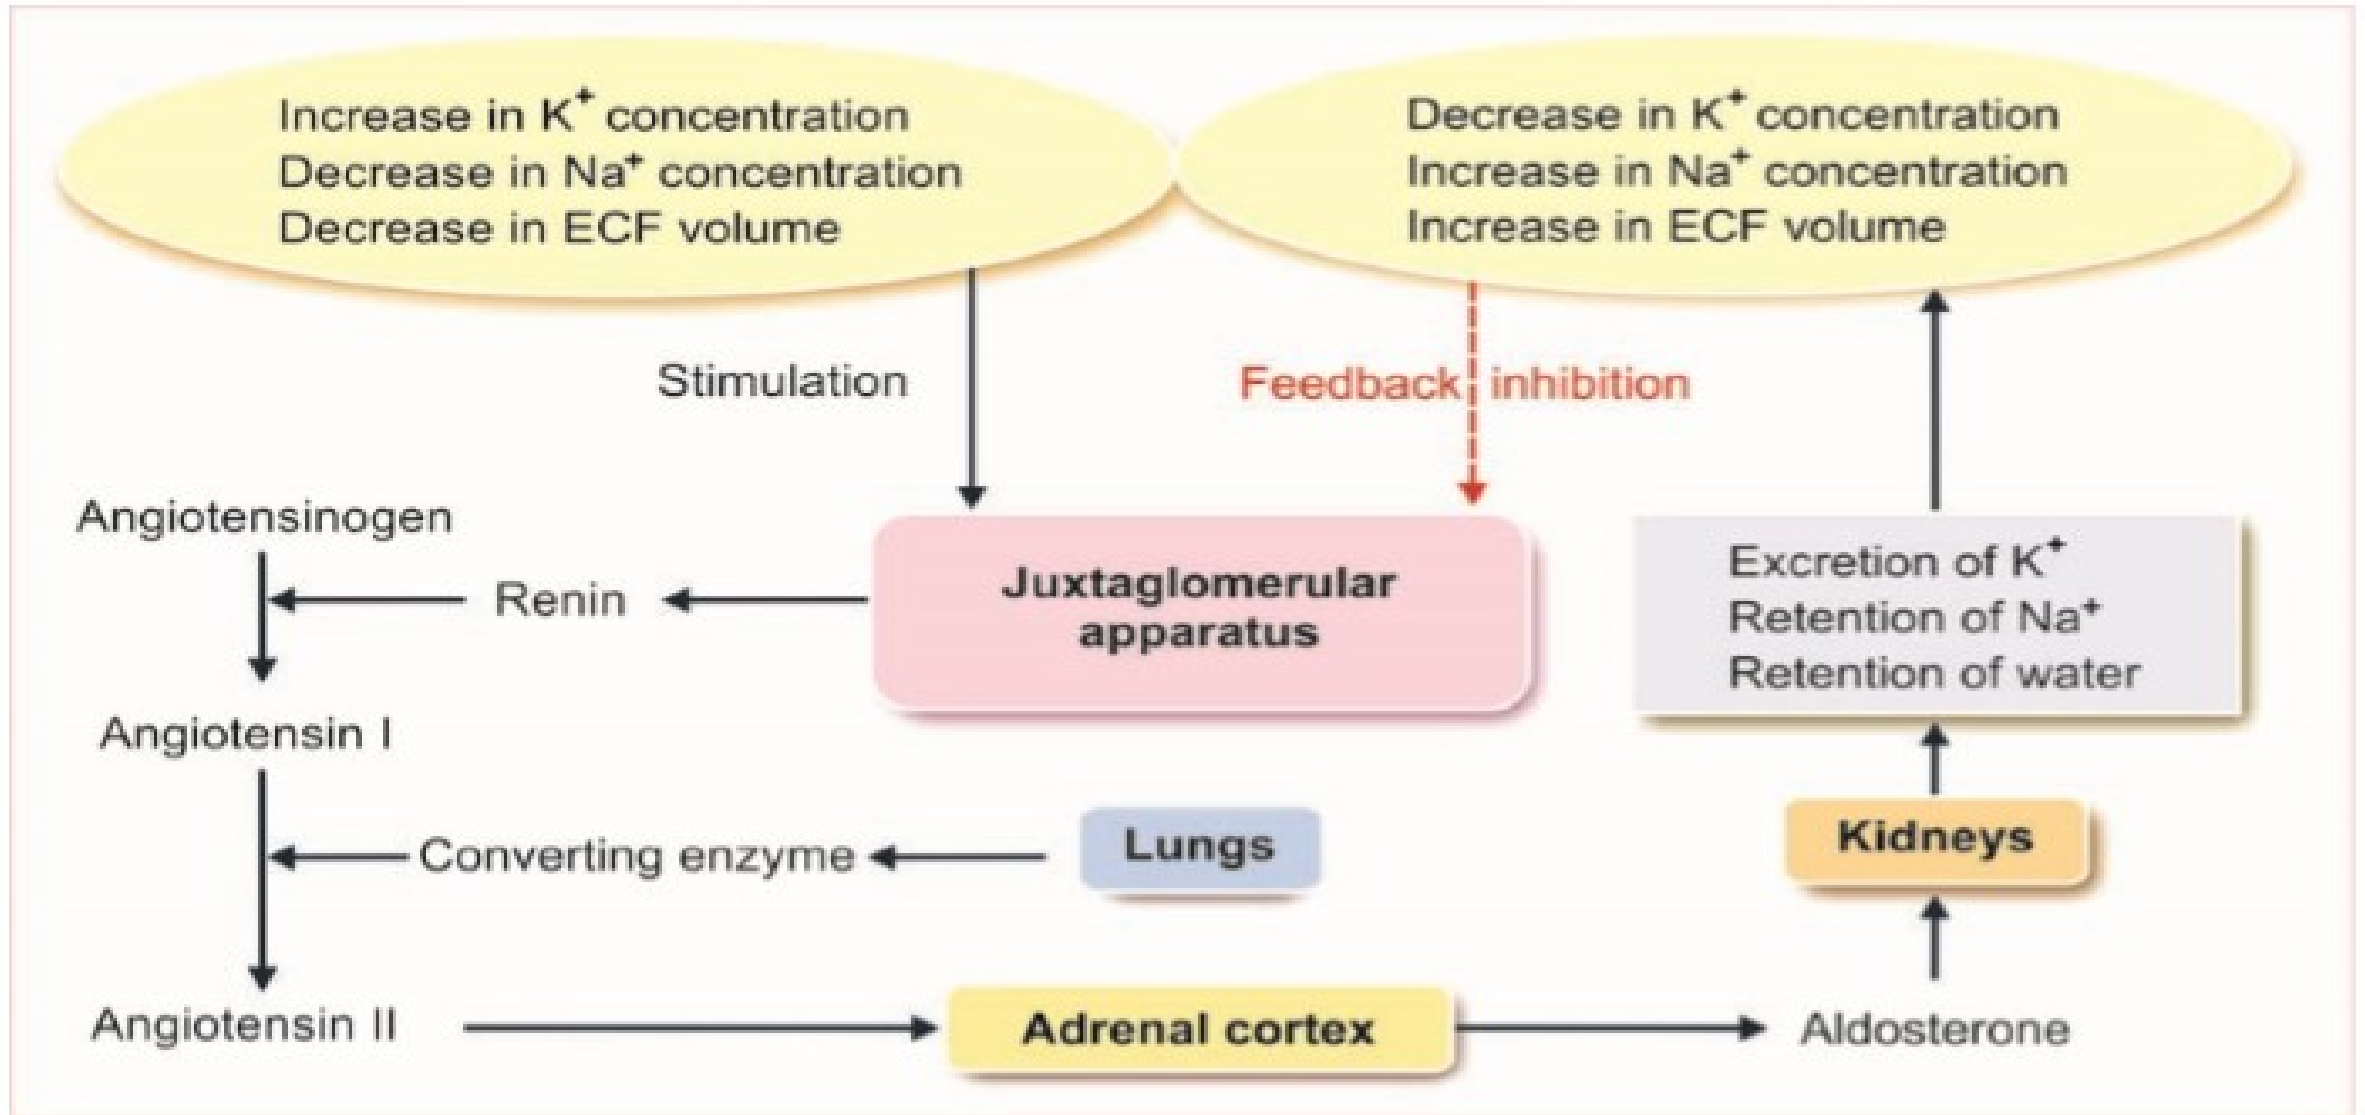 Increase in K⁺ concentration
Decrease in Na⁺ concentration
Decrease in ECF volume
Decrease in K⁺ concentration
Increase in Na⁺ concentration
Increase in ECF volume
Stimulation
Feedback inhibition
Angiotensinogen
Renin
Juxtaglomerular
apparatus
Excretion of K⁺
Retention of Na⁺
Retention of water
Angiotensin I
Converting enzyme
Lungs
Kidneys
Angiotensin II
Adrenal cortex
Aldosterone